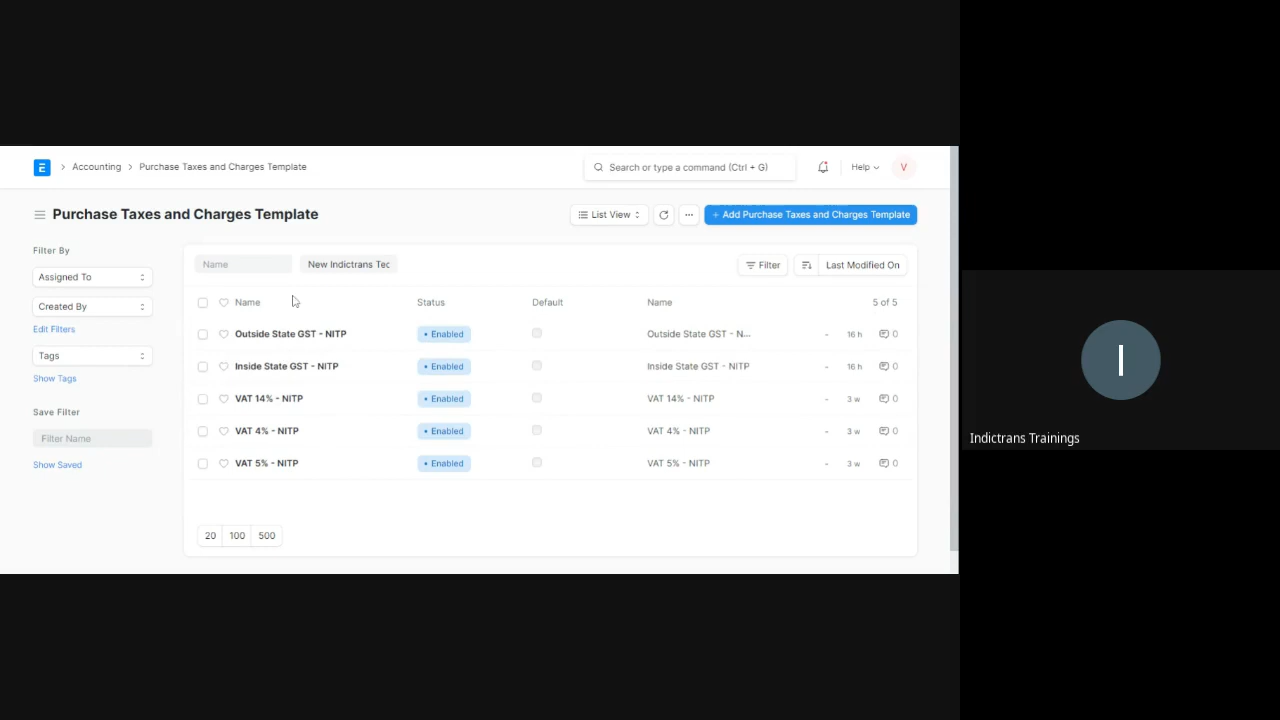 E > Accounting > Purchase Taxes and Charges Template
Search or type a command (Ctrl + G)
Help
V
Purchase Taxes and Charges Template
List View
...
+ Add Purchase Taxes and Charges Template
Filter By
Assigned To
Created By
Edit Filters
Tags
Show Tags
Save Filter
Filter Name
Show Saved
Name
New Indictrans Tec
Filter
Last Modified On
Name Status Default Name 5 of 5
Outside State GST - NITP • Enabled Outside State GST - N... - 16 h 0
Inside State GST - NITP • Enabled Inside State GST - NITP - 16 h 0
VAT 14% - NITP • Enabled VAT 14% - NITP - 3 w 0
VAT 4% - NITP • Enabled VAT 4% - NITP - 3 w 0
VAT 5% - NITP • Enabled VAT 5% - NITP - 3 w 0
20 100 500
I
Indictrans Trainings